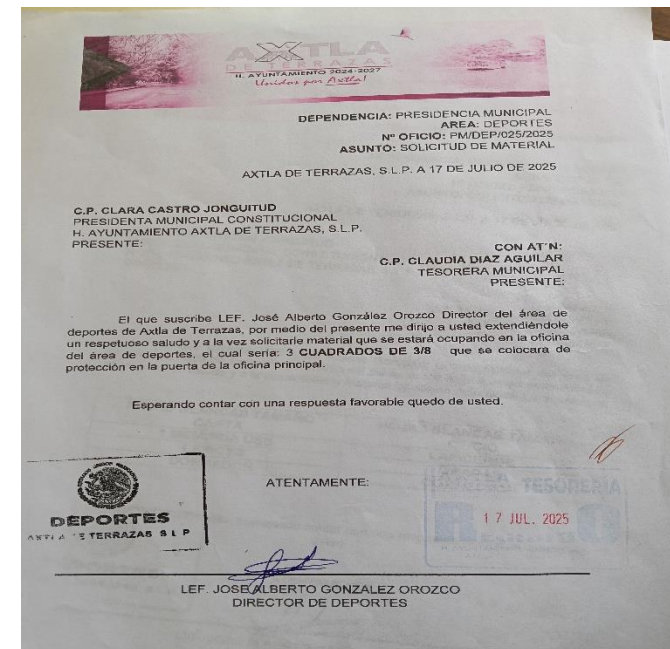 AXTLA
DE TERRAZAS
H. AYUNTAMIENTO 2024-2027
Unidos por Axtla!
DEPENDENCIA: PRESIDENCIA MUNICIPAL
AREA: DEPORTES
Nº OFICIO: PM/DEP/025/2025
ASUNTO: SOLICITUD DE MATERIAL
AXTLA DE TERRAZAS, S.L.P. A 17 DE JULIO DE 2025
C.P. CLARA CASTRO JONGUITUD
PRESIDENTA MUNICIPAL CONSTITUCIONAL
H. AYUNTAMIENTO AXTLA DE TERRAZAS, S.L.P.
PRESENTE:
CON AT´N:
C.P. CLAUDIA DIAZ AGUILAR
TESORERA MUNICIPAL
PRESENTE:
El que suscribe LEF. José Alberto González Orozco Director del área de
deportes de Axtla de Terrazas, por medio del presente me dirijo a usted extendiéndole
un respetuoso saludo y a la vez solicitarle material que se estará ocupando en la oficina
del área de deportes, el cual sería: 3 CUADRADOS DE 3/8 que se colocara de
protección en la puerta de la oficina principal.
Esperando contar con una respuesta favorable quedo de usted.
ATENTAMENTE:
TESORERÍA
17 JUL. 2025
DEPORTES
AXTLA DE TERRAZAS S L P
LEF. JOSE ALBERTO GONZALEZ OROZCO
DIRECTOR DE DEPORTES